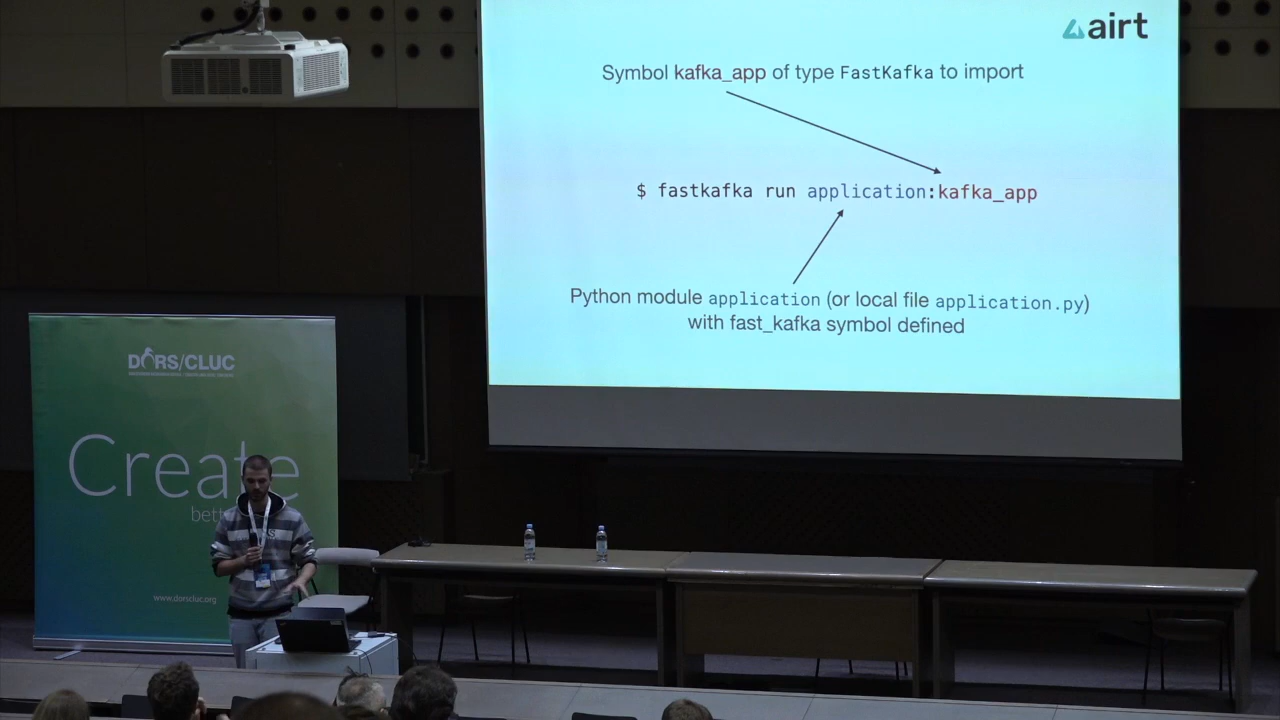 airt
Symbol kafka_app of type FastKafka to import
$ fastkafka run application:kafka_app
Python module application (or local file application.py)
with fast_kafka symbol defined
DORS/CLUC
Create
www.dorscluc.org